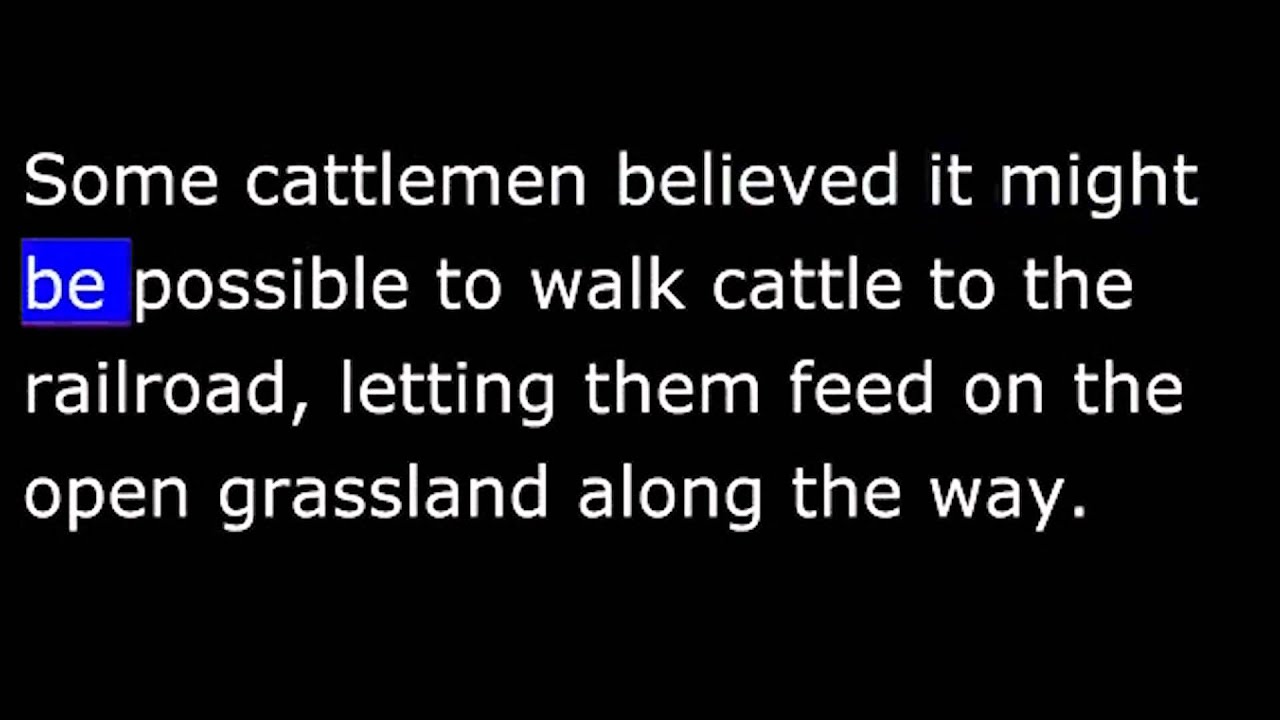 Some cattlemen believed it might
be possible to walk cattle to the
railroad, letting them feed on the
open grassland along the way.